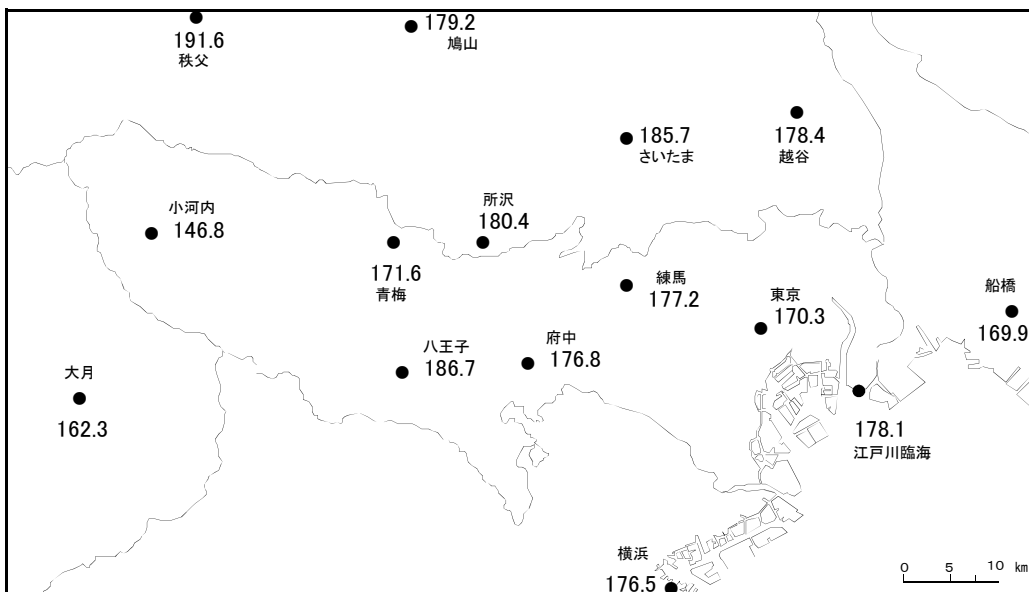 191.6
秩父
179.2
鳩山
185.7
さいたま
178.4
越谷
小河内
146.8
所沢
180.4
171.6
青梅
練馬
177.2
東京
170.3
船橋
169.9
八王子
186.7
府中
176.8
大月
162.3
178.1
江戸川臨海
横浜
176.5
0 5 10 km